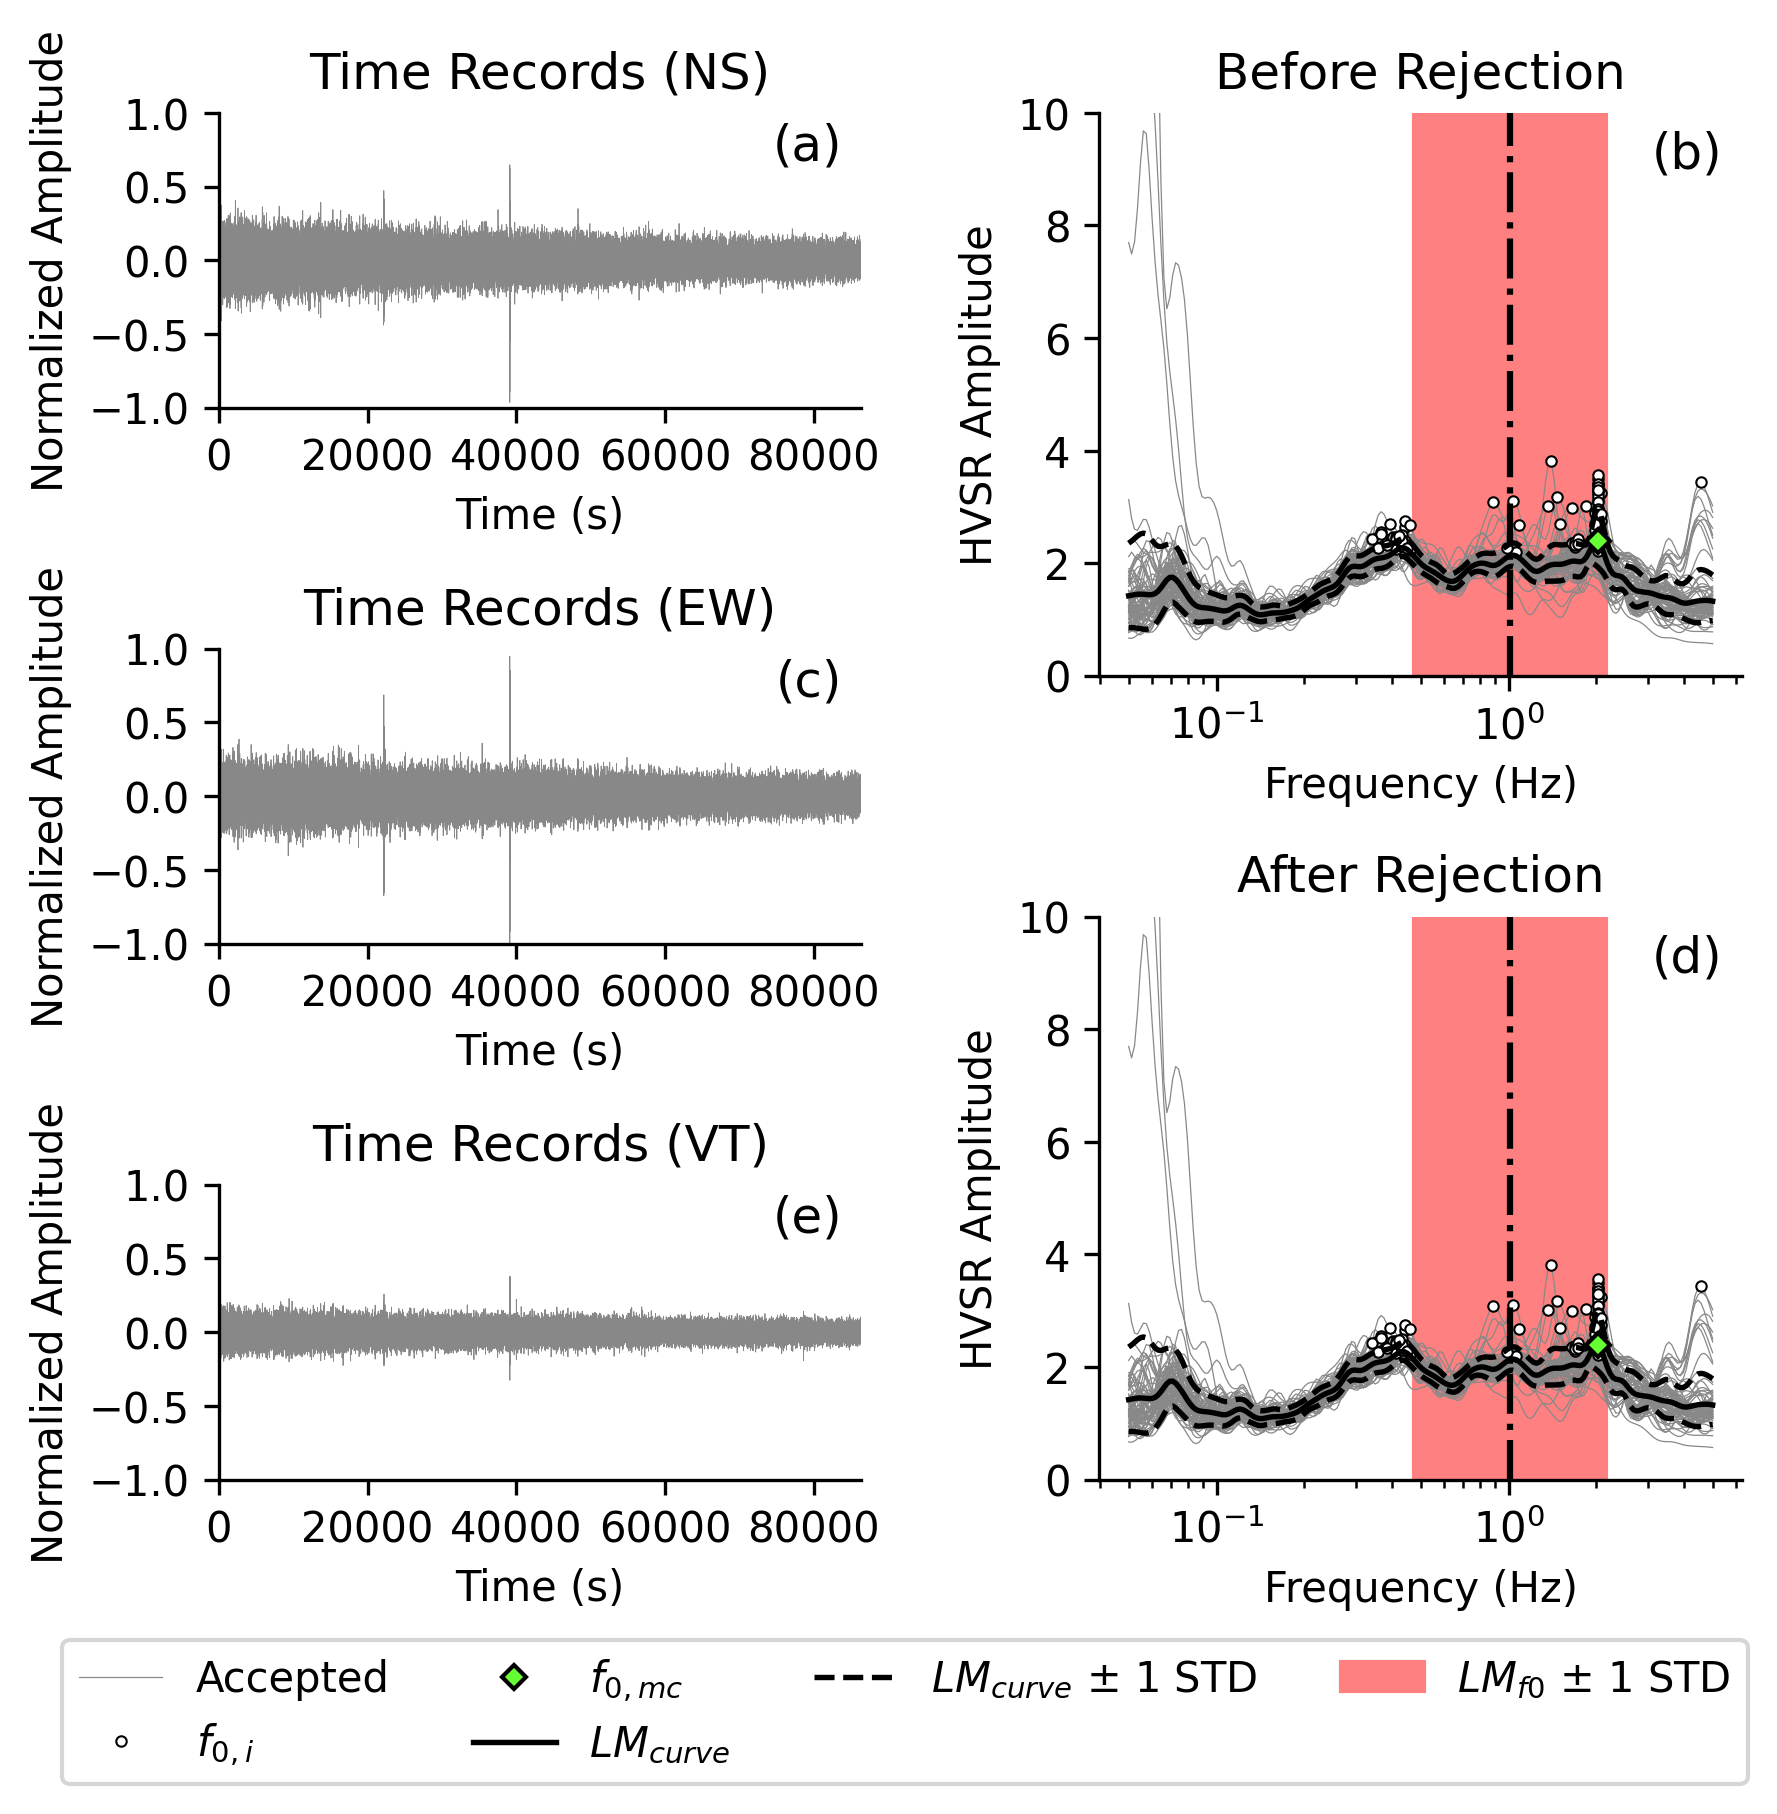 Time Records (NS)
Normalized Amplitude
1.0
0.5
0.0
−0.5
−1.0
(a)
0 20000 40000 60000 80000
Time (s)
Before Rejection
HVSR Amplitude
10
8
6
4
2
0
(b)
10⁻¹ 10⁰
Frequency (Hz)
Time Records (EW)
Normalized Amplitude
1.0
0.5
0.0
−0.5
−1.0
(c)
0 20000 40000 60000 80000
Time (s)
After Rejection
HVSR Amplitude
10
8
6
4
2
0
(d)
10⁻¹ 10⁰
Frequency (Hz)
Time Records (VT)
Normalized Amplitude
1.0
0.5
0.0
−0.5
−1.0
(e)
0 20000 40000 60000 80000
Time (s)
Accepted
f0,i
f0,mc
LMcurve
LMcurve ± 1 STD
LMf0 ± 1 STD